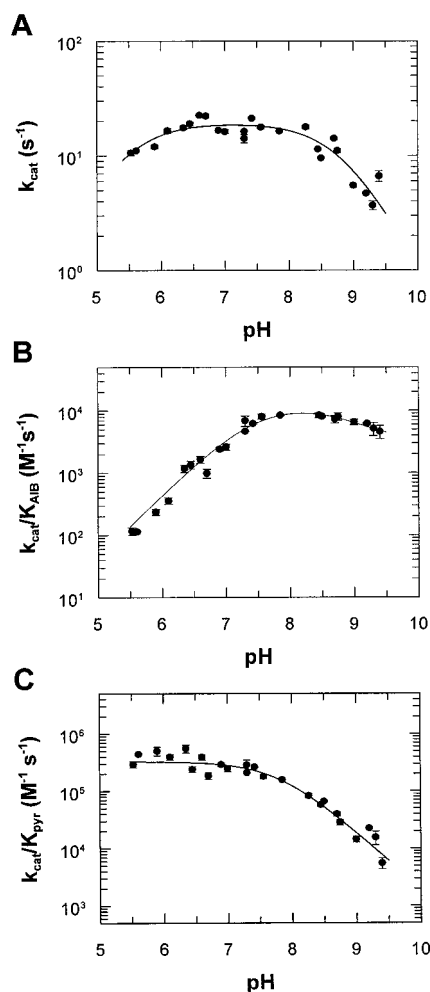 A
k_cat (s⁻¹)
10²
10¹
10⁰
5 6 7 8 9 10
pH
B
k_cat/K_AIB (M⁻¹s⁻¹)
10⁴
10³
10²
10¹
5 6 7 8 9 10
pH
C
k_cat/K_pyr (M⁻¹ s⁻¹)
10⁶
10⁵
10⁴
10³
5 6 7 8 9 10
pH